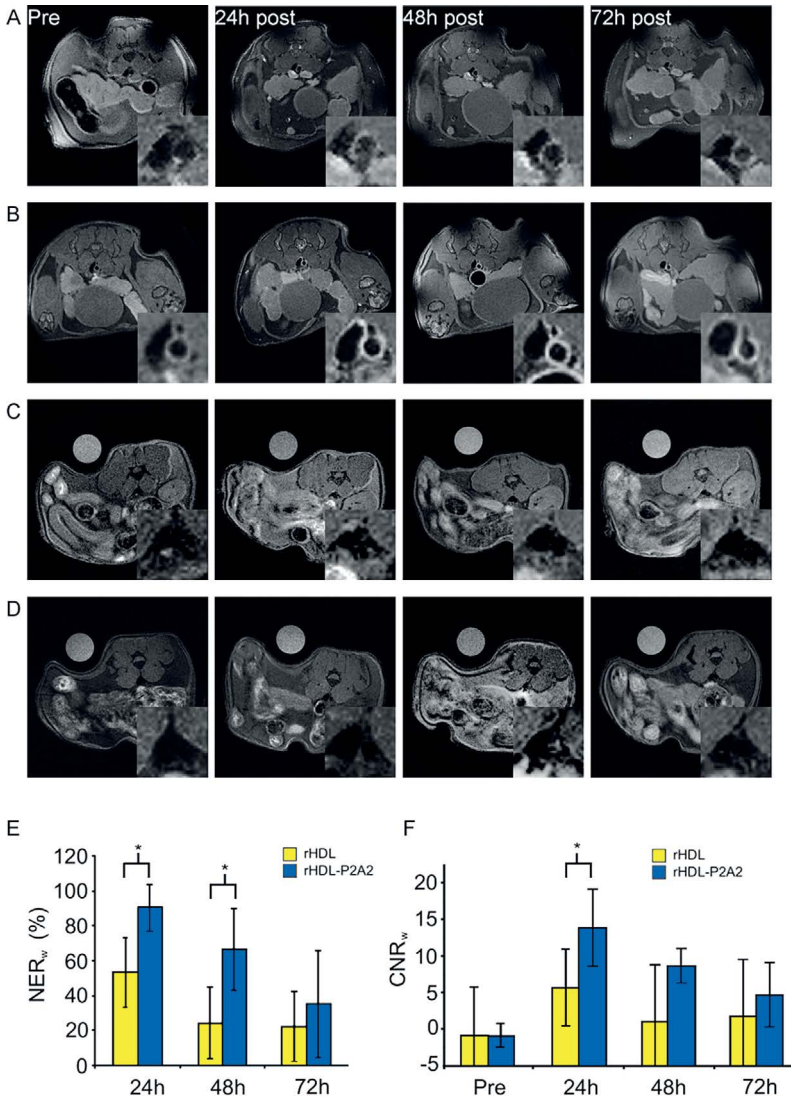 A Pre 24h post 48h post 72h post
B
C
D
E
F
* *
rHDL
rHDL-P2A2
120
100
80
60
40
20
0
NERw (%)
24h 48h 72h
*
rHDL
rHDL-P2A2
20
15
10
5
0
-5
CNRw
Pre 24h 48h 72h